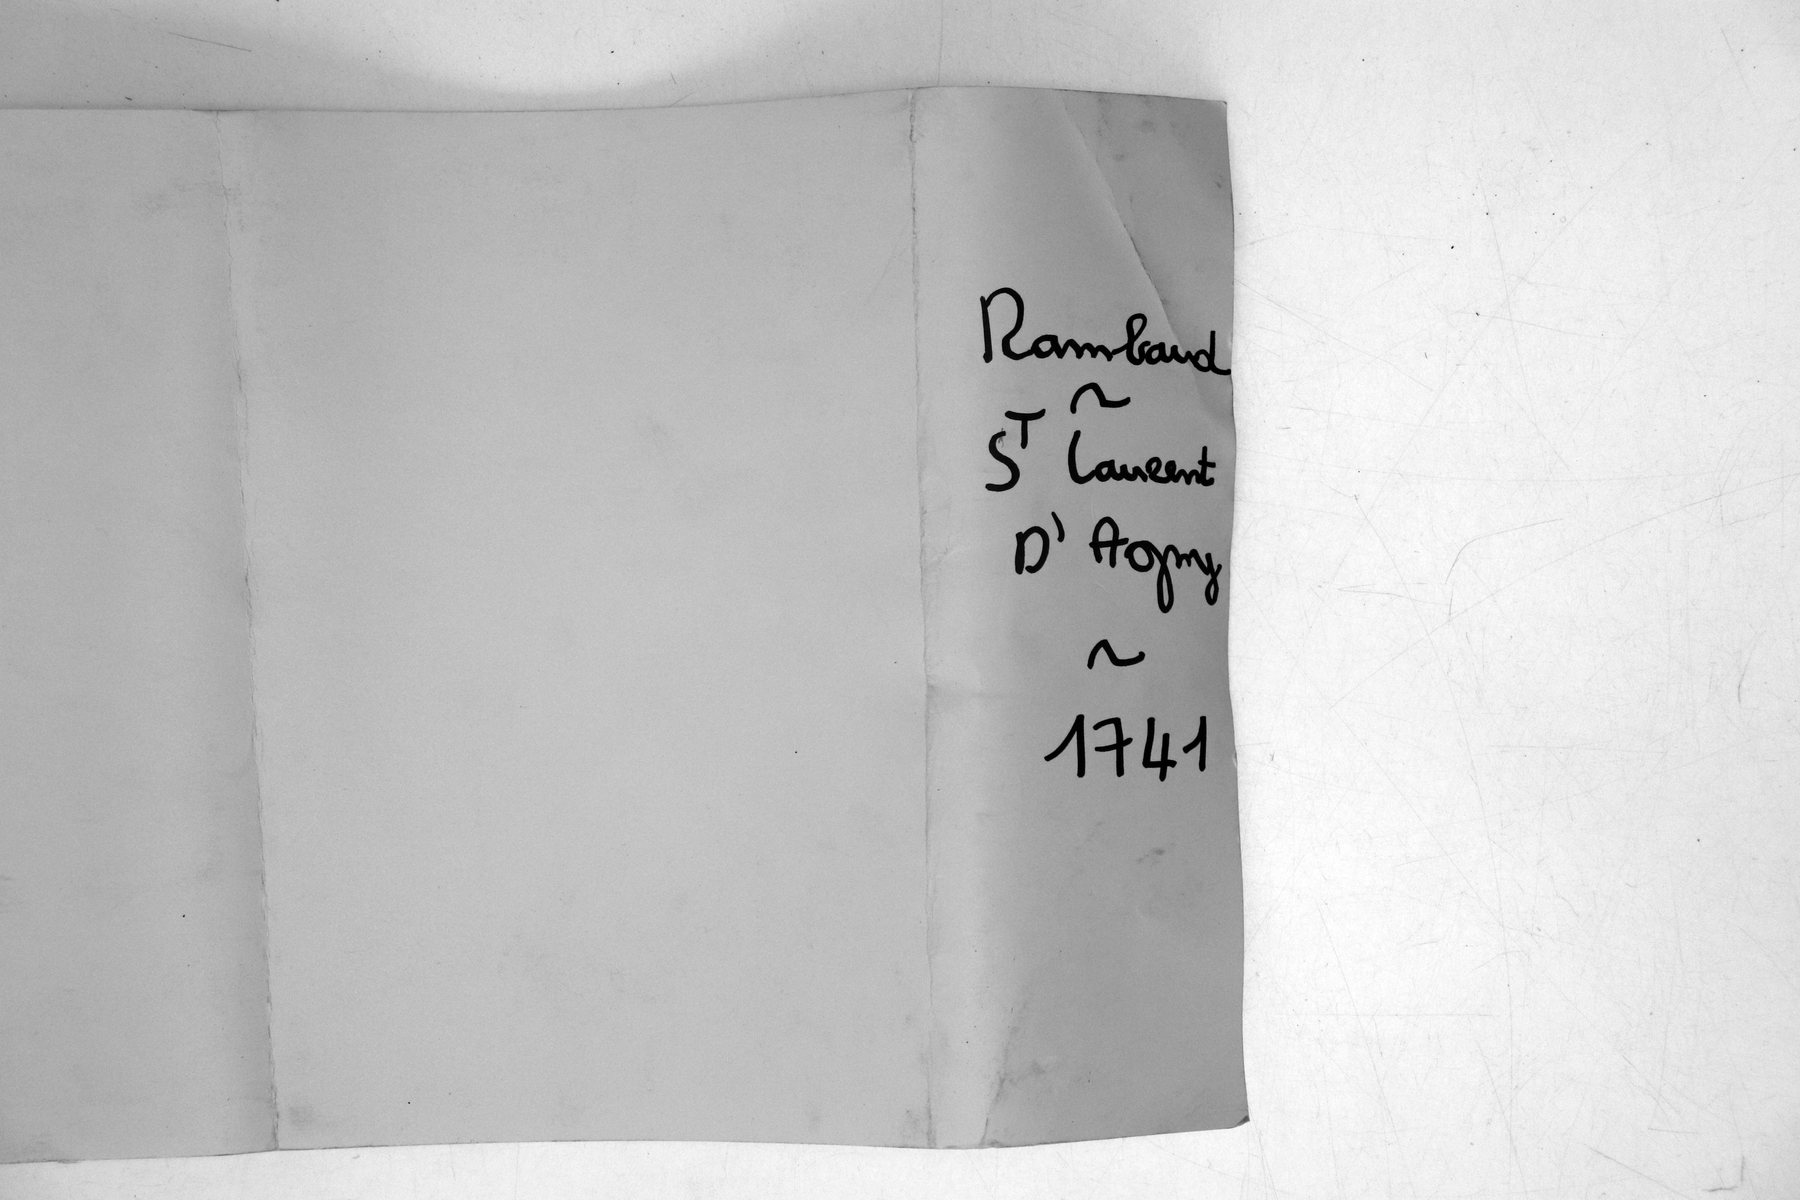 Rambaud
~
ST Laurent
D' Agny
~
1741